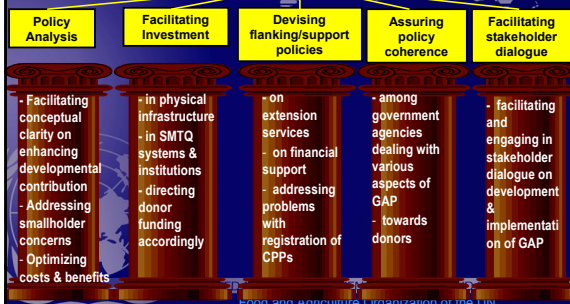 Policy
Analysis
Facilitating
Investment
Devising
flanking/support
policies
Assuring
policy
coherence
Facilitating
stakeholder
dialogue
- Facilitating
conceptual
clarity on
enhancing
developmental
contribution
- Addressing
smallholder
concerns
- Optimizing
costs & benefits
- in physical
infrastructure
- in SMTQ
systems &
institutions
- directing
donor
funding
accordingly
- on
extension
services
- on financial
support
- addressing
problems
with
registration of
CPPs
- among
government
agencies
dealing with
various
aspects of
GAP
- towards
donors
- facilitating
and
engaging in
stakeholder
dialogue on
development
&
implementati
on of GAP
Food and Agriculture Organization of the UN